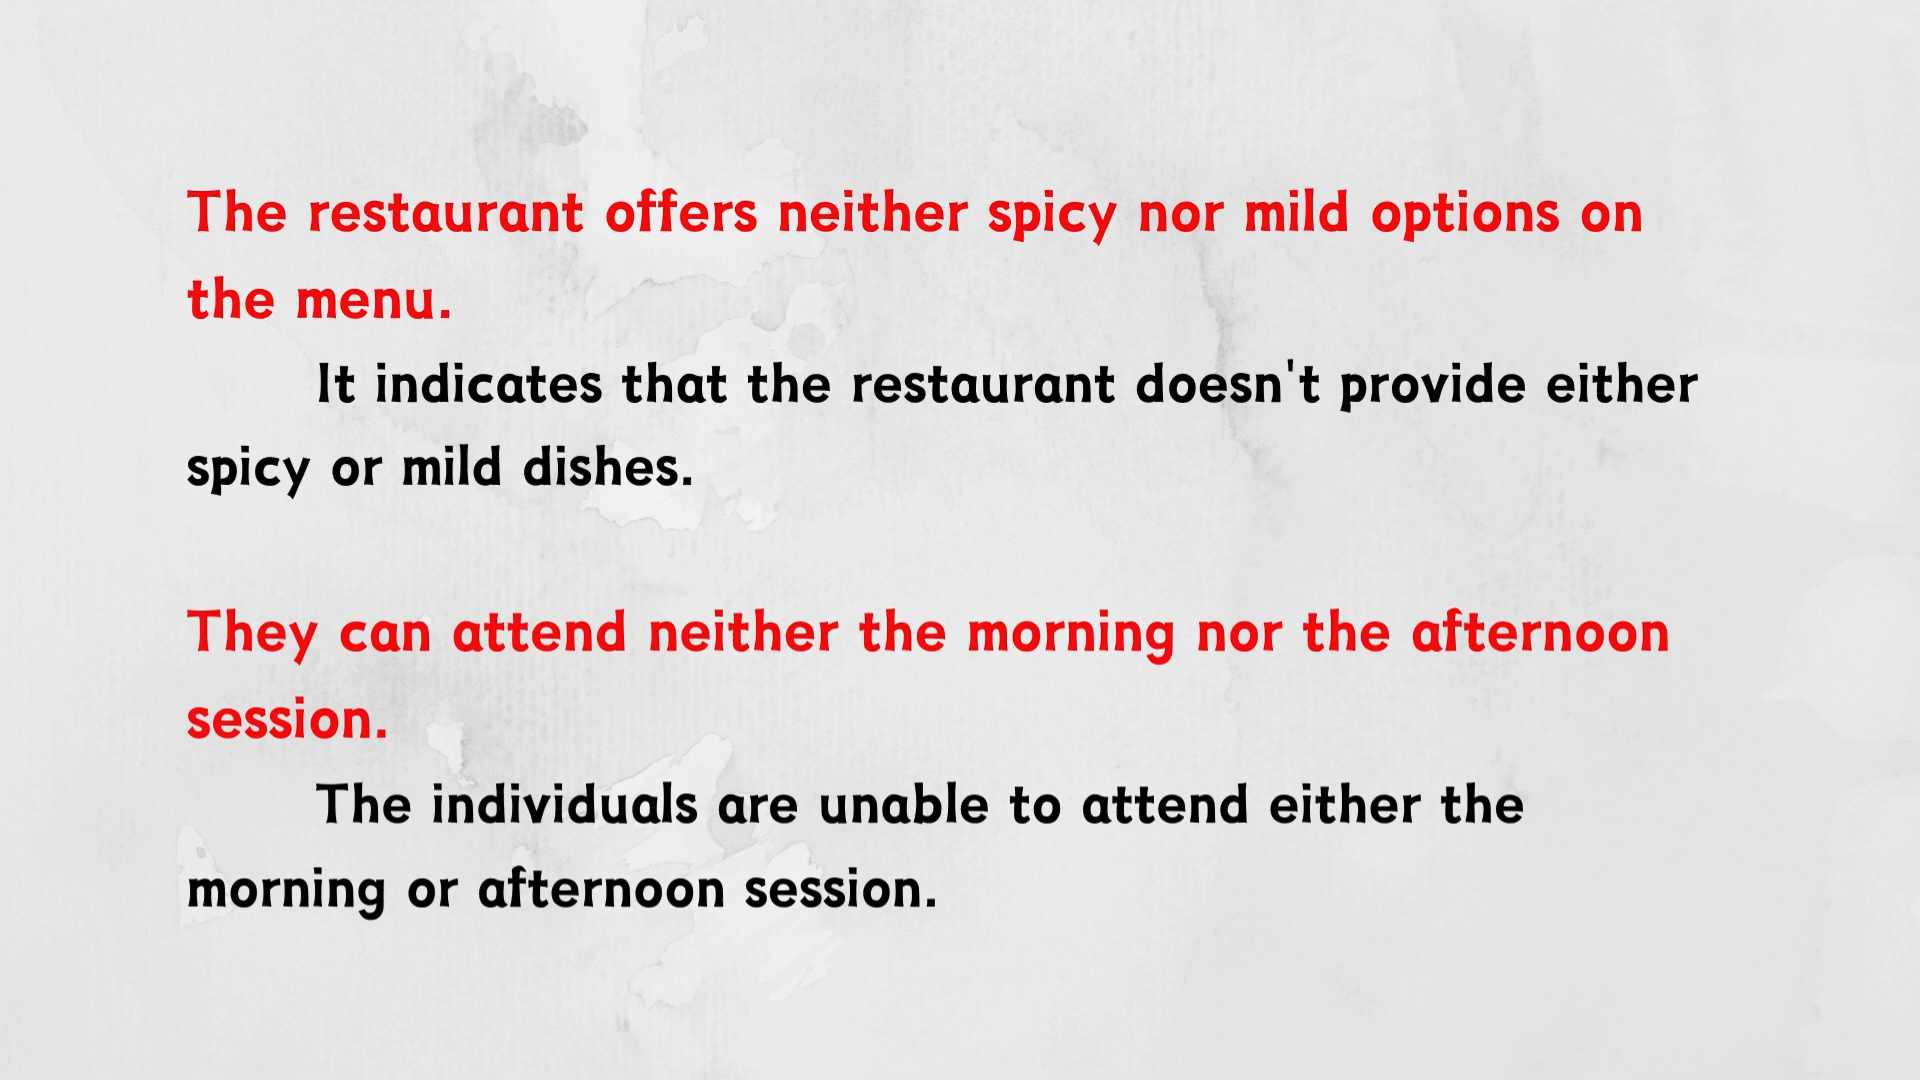 The restaurant offers neither spicy nor mild options on
the menu.
It indicates that the restaurant doesn't provide either
spicy or mild dishes.
They can attend neither the morning nor the afternoon
session.
The individuals are unable to attend either the
morning or afternoon session.